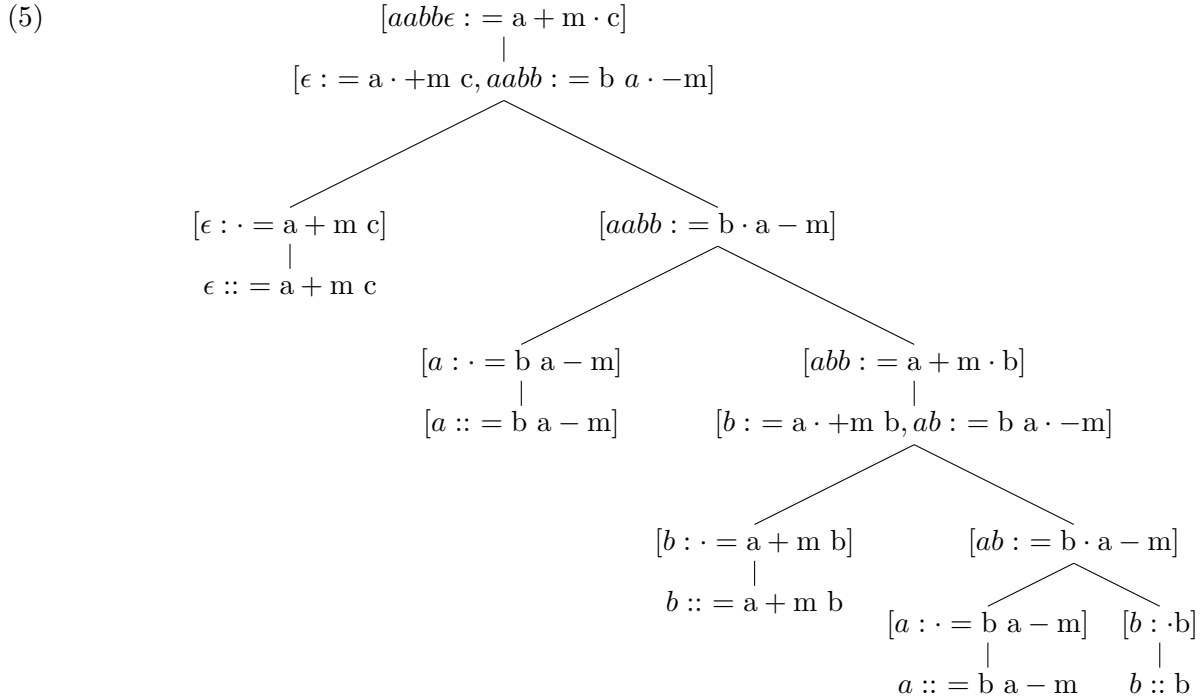 (5)
[aabbϵ : = a + m · c]
[ϵ : = a · +m c, aabb : = b a · −m]
[ϵ : · = a + m c] [aabb : = b · a − m]
ϵ :: = a + m c
[a : · = b a − m] [abb : = a + m · b]
[a :: = b a − m] [b : = a · +m b, ab : = b a · −m]
[b : · = a + m b] [ab : = b · a − m]
b :: = a + m b
[a : · = b a − m] [b : ·b]
a :: = b a − m b :: b